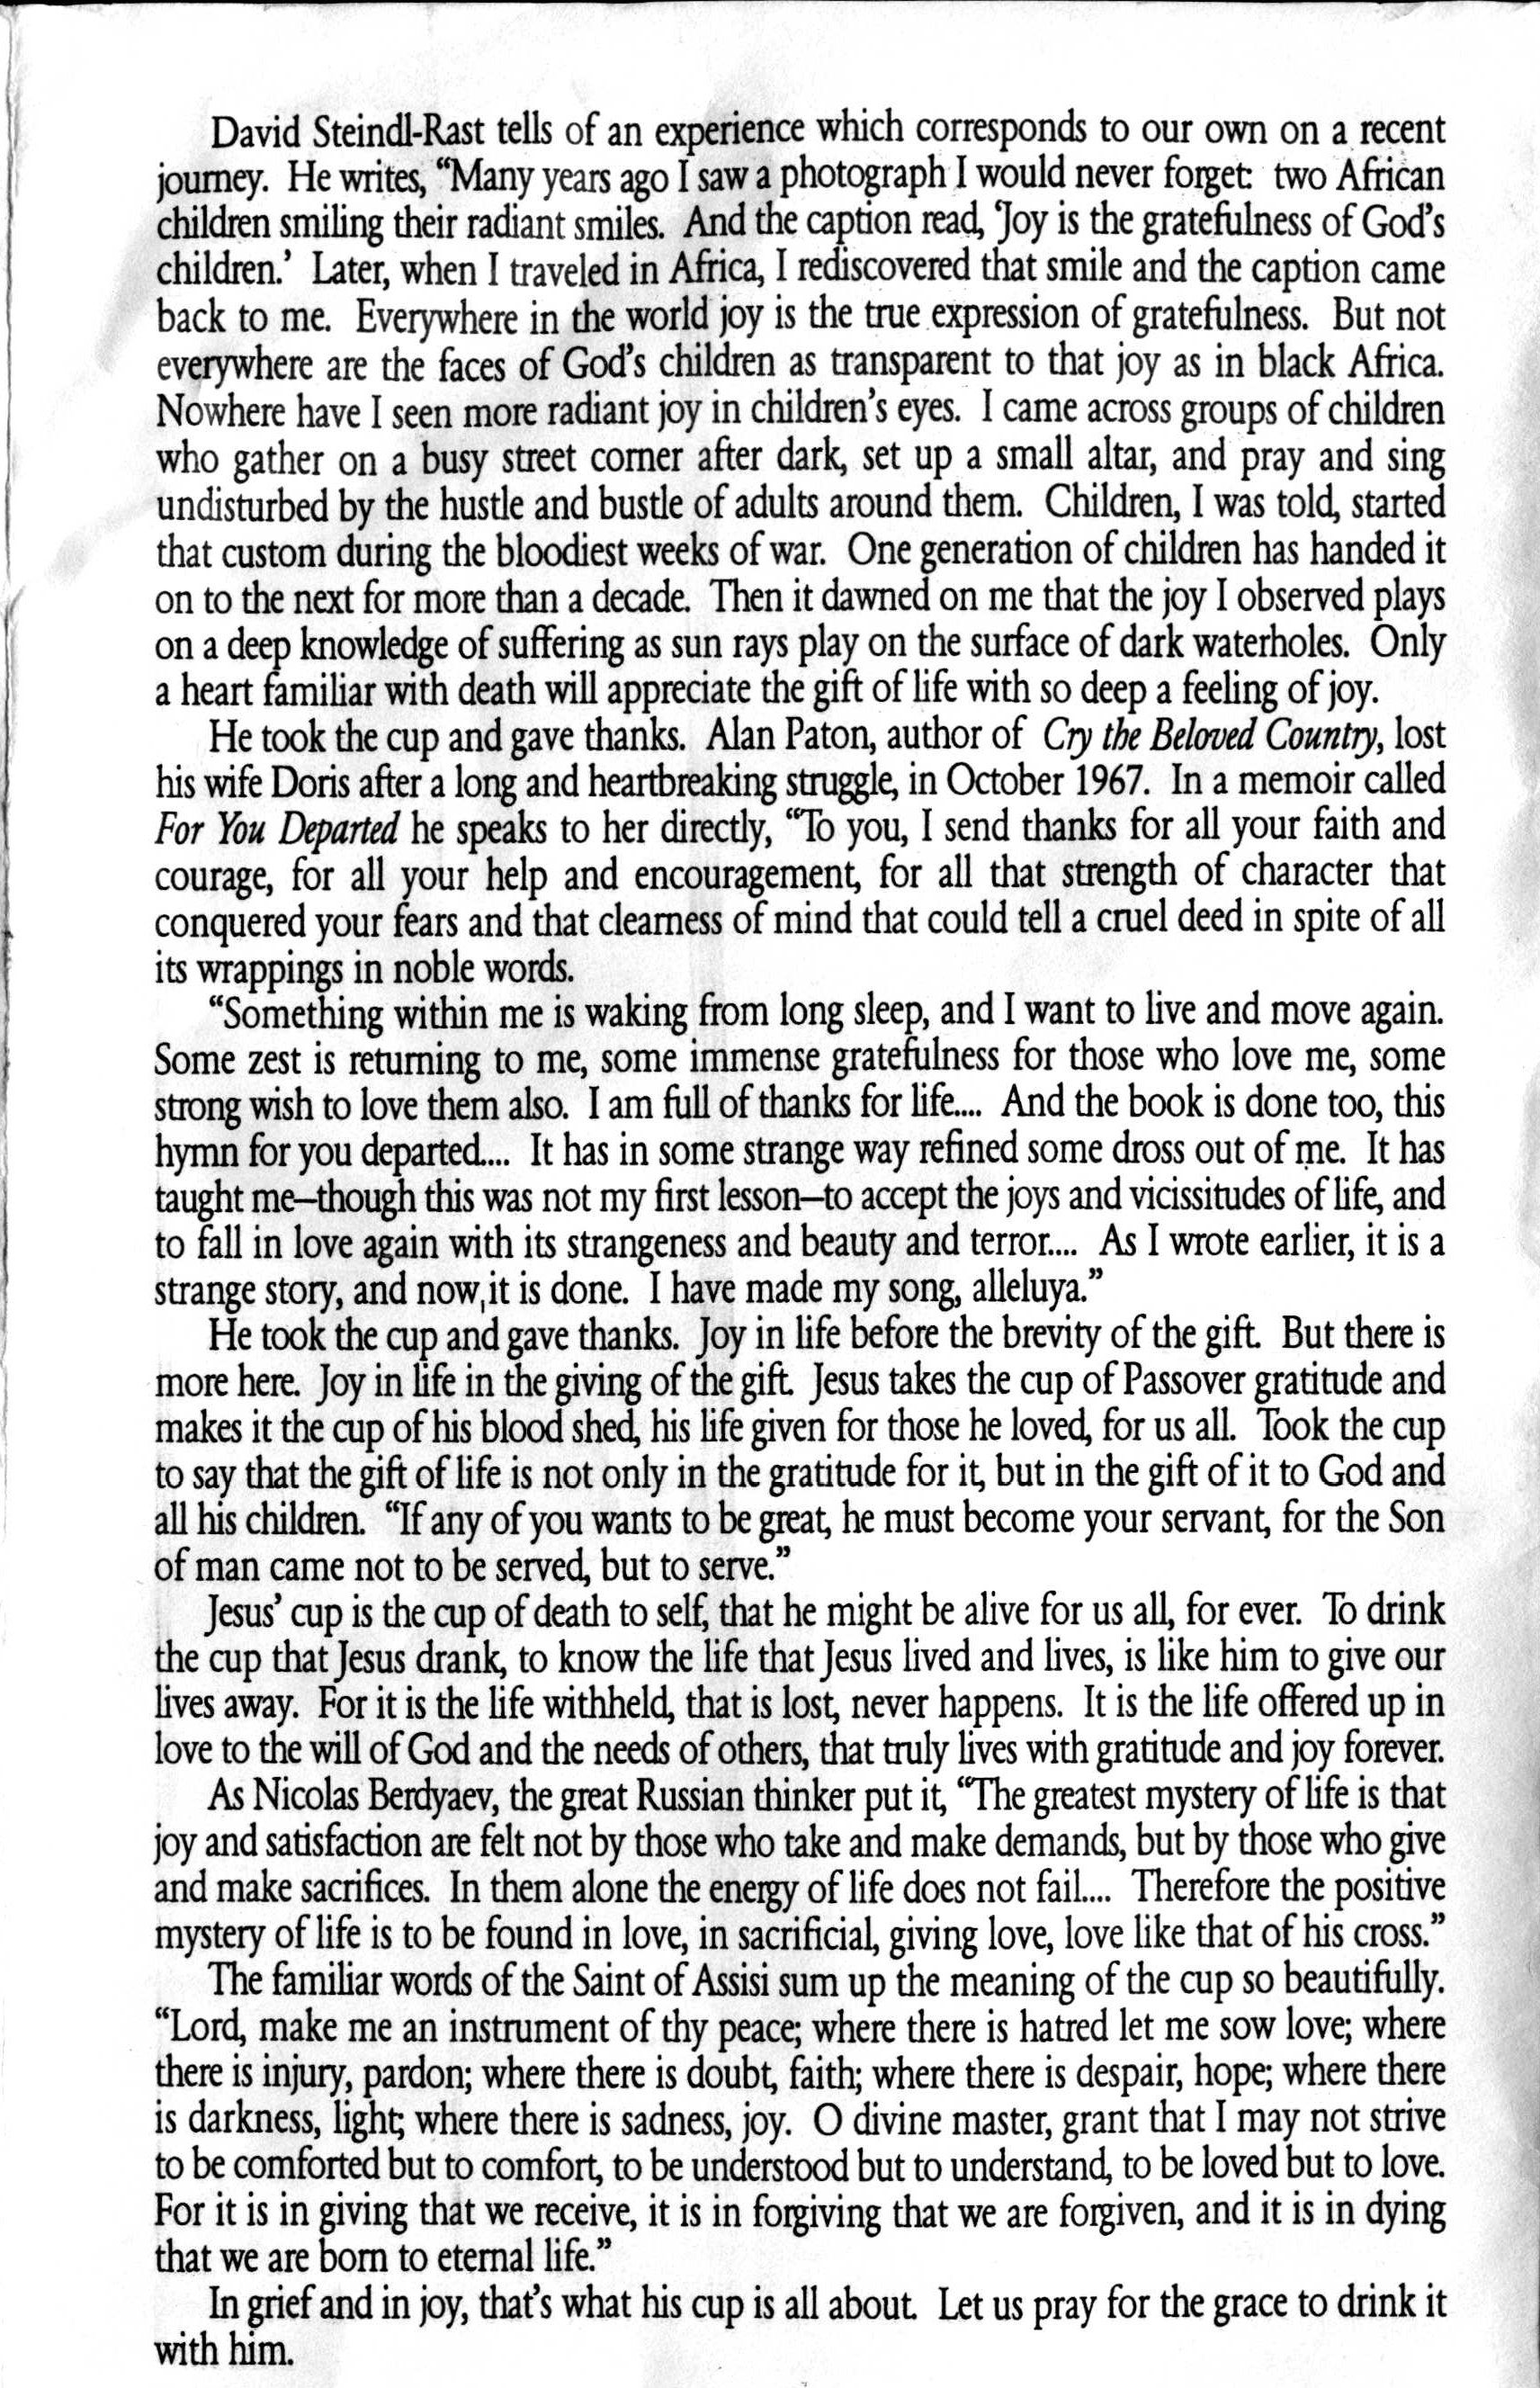 David Steindl-Rast tells of an experience which corresponds to our own on a recent
journey. He writes, “Many years ago I saw a photograph I would never forget: two African
children smiling their radiant smiles. And the caption read, ‘Joy is the gratefulness of God’s
children.’ Later, when I traveled in Africa, I rediscovered that smile and the caption came
back to me. Everywhere in the world joy is the true expression of gratefulness. But not
everywhere are the faces of God’s children as transparent to that joy as in black Africa.
Nowhere have I seen more radiant joy in children’s eyes. I came across groups of children
who gather on a busy street corner after dark, set up a small altar, and pray and sing
undisturbed by the hustle and bustle of adults around them. Children, I was told, started
that custom during the bloodiest weeks of war. One generation of children has handed it
on to the next for more than a decade. Then it dawned on me that the joy I observed plays
on a deep knowledge of suffering as sun rays play on the surface of dark waterholes. Only
a heart familiar with death will appreciate the gift of life with so deep a feeling of joy.
He took the cup and gave thanks. Alan Paton, author of Cry the Beloved Country, lost
his wife Doris after a long and heartbreaking struggle, in October 1967. In a memoir called
For You Departed he speaks to her directly, “To you, I send thanks for all your faith and
courage, for all your help and encouragement, for all that strength of character that
conquered your fears and that clearness of mind that could tell a cruel deed in spite of all
its wrappings in noble words.
“Something within me is waking from long sleep, and I want to live and move again.
Some zest is returning to me, some immense gratefulness for those who love me, some
strong wish to love them also. I am full of thanks for life.... And the book is done too, this
hymn for you departed.... It has in some strange way refined some dross out of me. It has
taught me–though this was not my first lesson–to accept the joys and vicissitudes of life, and
to fall in love again with its strangeness and beauty and terror.... As I wrote earlier, it is a
strange story, and now, it is done. I have made my song, alleluya.”
He took the cup and gave thanks. Joy in life before the brevity of the gift. But there is
more here. Joy in life in the giving of the gift. Jesus takes the cup of Passover gratitude and
makes it the cup of his blood shed, his life given for those he loved, for us all. Took the cup
to say that the gift of life is not only in the gratitude for it, but in the gift of it to God and
all his children. “If any of you wants to be great, he must become your servant, for the Son
of man came not to be served, but to serve.”
Jesus’ cup is the cup of death to self, that he might be alive for us all, for ever. To drink
the cup that Jesus drank, to know the life that Jesus lived and lives, is like him to give our
lives away. For it is the life withheld, that is lost, never happens. It is the life offered up in
love to the will of God and the needs of others, that truly lives with gratitude and joy forever.
As Nicolas Berdyaev, the great Russian thinker put it, “The greatest mystery of life is that
joy and satisfaction are felt not by those who take and make demands, but by those who give
and make sacrifices. In them alone the energy of life does not fail.... Therefore the positive
mystery of life is to be found in love, in sacrificial, giving love, love like that of his cross.”
The familiar words of the Saint of Assisi sum up the meaning of the cup so beautifully.
“Lord, make me an instrument of thy peace; where there is hatred let me sow love; where
there is injury, pardon; where there is doubt, faith; where there is despair, hope; where there
is darkness, light; where there is sadness, joy. O divine master, grant that I may not strive
to be comforted but to comfort, to be understood but to understand, to be loved but to love.
For it is in giving that we receive, it is in forgiving that we are forgiven, and it is in dying
that we are born to eternal life.”
In grief and in joy, that’s what his cup is all about. Let us pray for the grace to drink it
with him.